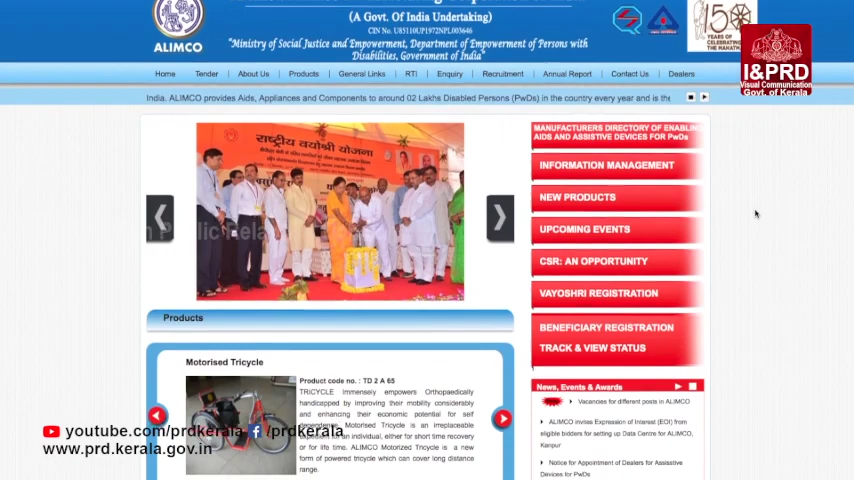 (A Govt. Of India Undertaking)
CIN No. U85110UP1972NPL003646
"Ministry of Social Justice and Empowerment, Department of Empowerment of Persons with
Disabilities, Government of India"
ALIMCO
YEARS OF
CELEBRATING
THE MAHATMA
I&PRD
Visual Communication
Govt. of Kerala
Home
Tender
About Us
Products
General Links
RTI
Enquiry
Recruitment
Annual Report
Contact Us
Dealers
India. ALIMCO provides Aids, Appliances and Components to around 02 Lakhs Disabled Persons (PwDs) in the country every year and is the
राष्ट्रीय वयोश्री योजना
MANUFACTURERS DIRECTORY OF ENABLING
AIDS AND ASSISTIVE DEVICES FOR PwDs
INFORMATION MANAGEMENT
NEW PRODUCTS
UPCOMING EVENTS
CSR: AN OPPORTUNITY
VAYOSHRI REGISTRATION
BENEFICIARY REGISTRATION
TRACK & VIEW STATUS
Products
Motorised Tricycle
Product code no. : TD 2 A 65
TRICYCLE Immensely empowers Orthopaedically
handicapped by improving their mobility considerably
and enhancing their economic potential for self
dependence. Motorised Tricycle is an irreplaceable
expension for an individual, either for short time recovery
or for life time. ALIMCO Motorized Tricycle is a new
form of powered tricycle which can cover long distance
range.
News, Events & Awards
Vacancies for different posts in ALIMCO
ALIMCO invites Expression of Interest (EOI) from
eligible bidders for setting up Data Centre for ALIMCO,
Kanpur
Notice for Appointment of Dealers for Assisstive
Devices for PwDs
youtube.com/prdkerala /prdkerala
www.prd.kerala.gov.in